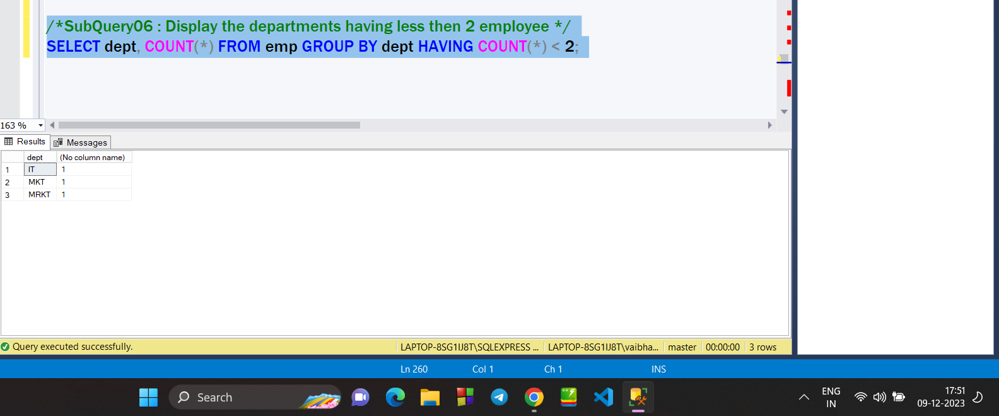 /*SubQuery06 : Display the departments having less then 2 employee */
SELECT dept, COUNT(*) FROM emp GROUP BY dept HAVING COUNT(*) < 2;
163 %
Results Messages
dept (No column name)
1 IT 1
2 MKT 1
3 MRKT 1
Query executed successfully. LAPTOP-8SG1IJ8T\SQLEXPRESS ... LAPTOP-8SG1IJ8T\vaibha... master 00:00:00 3 rows
Ln 260 Col 1 Ch 1 INS
Search
ENG
IN
17:51
09-12-2023